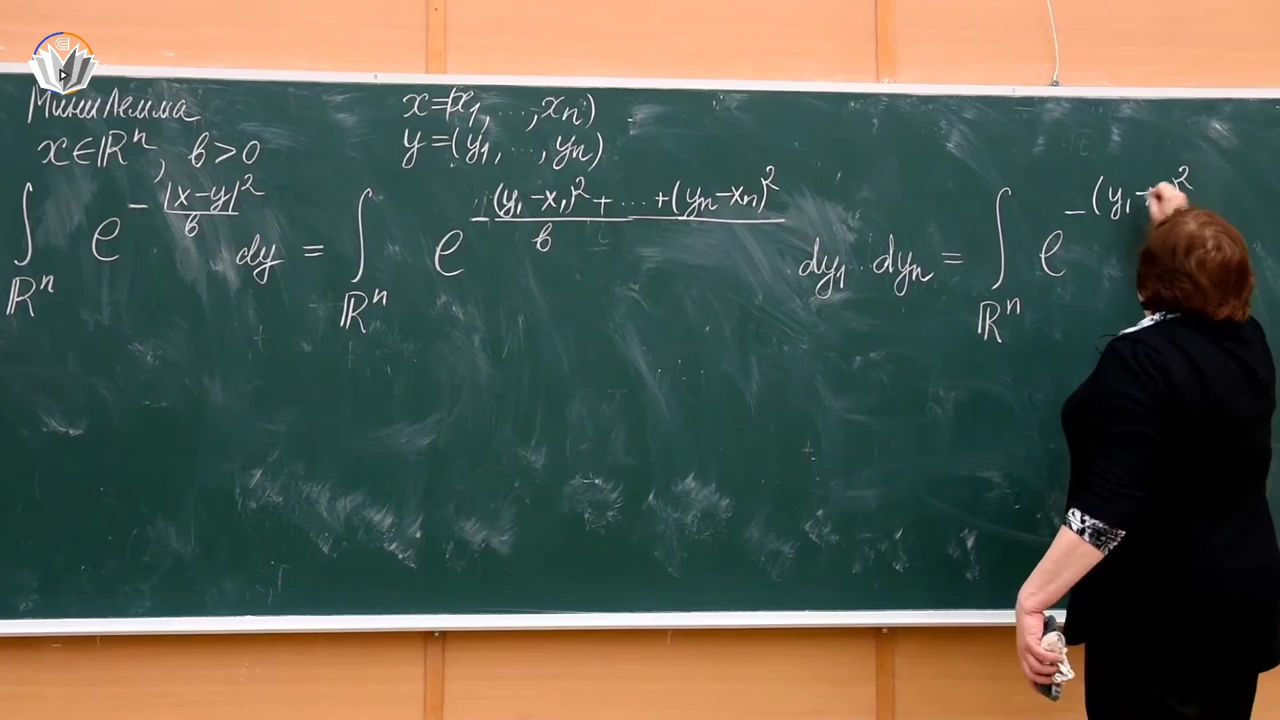 Мини Лемма
x∈ℝⁿ, b>0
x=(x₁, ..., xₙ)
y=(y₁, ..., yₙ)
∫_{ℝⁿ} e^{-|x-y|²/b} dy = ∫_{ℝⁿ} e^{-((y₁-x₁)²+...+(yₙ-xₙ)²)/b} dy₁..dyₙ = ∫_{ℝⁿ} e^{-(y₁-